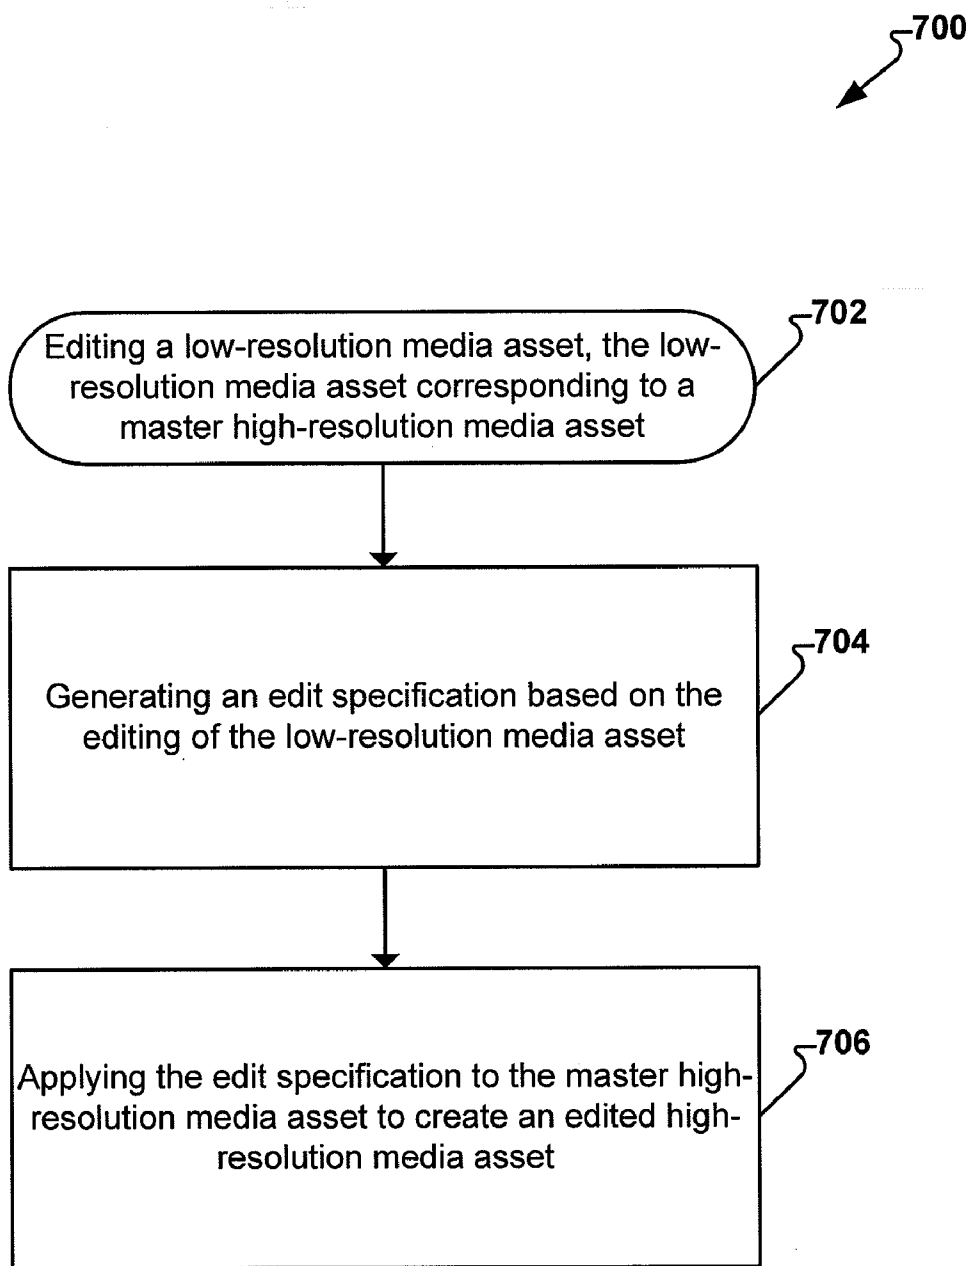 700
702
Editing a low-resolution media asset, the low-
resolution media asset corresponding to a
master high-resolution media asset
704
Generating an edit specification based on the
editing of the low-resolution media asset
706
Applying the edit specification to the master high-
resolution media asset to create an edited high-
resolution media asset